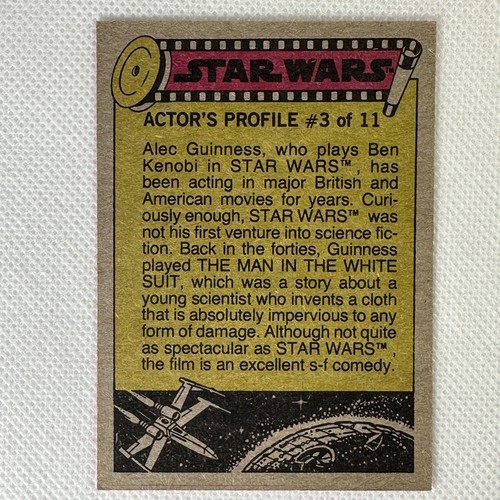 STAR WARS
ACTOR'S PROFILE #3 of 11
Alec Guinness, who plays Ben
Kenobi in STAR WARS™, has
been acting in major British and
American movies for years. Curi-
ously enough, STAR WARS™ was
not his first venture into science fic-
tion. Back in the forties, Guinness
played THE MAN IN THE WHITE
SUIT, which was a story about a
young scientist who invents a cloth
that is absolutely impervious to any
form of damage. Although not quite
as spectacular as STAR WARS™,
the film is an excellent s-f comedy.